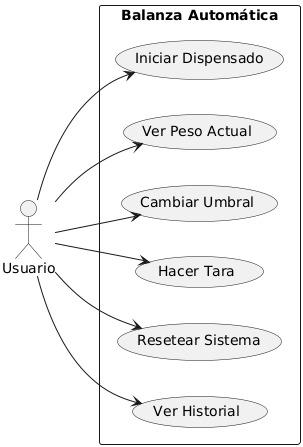 Balanza Automática
Iniciar Dispensado
Ver Peso Actual
Cambiar Umbral
Usuario
Hacer Tara
Resetear Sistema
Ver Historial